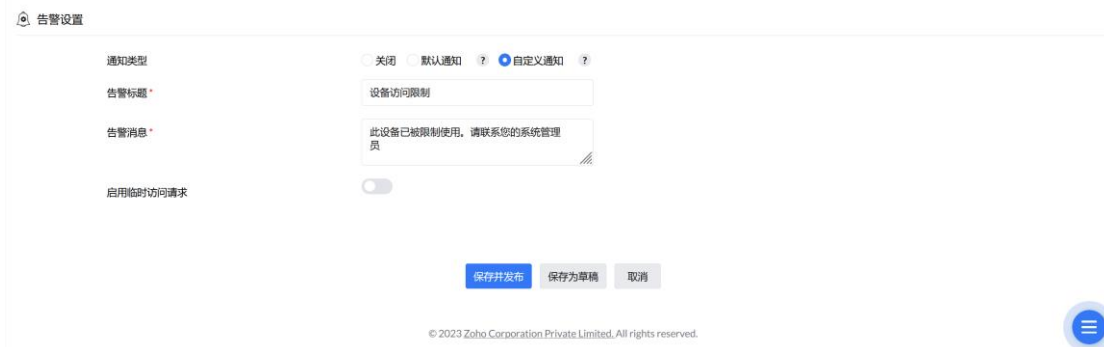 告警设置
通知类型 关闭 默认通知 ? 自定义通知 ?
告警标题* 设备访问限制
告警消息* 此设备已被限制使用。请联系您的系统管理
员
启用临时访问请求
保存并发布 保存为草稿 取消
© 2023 Zoho Corporation Private Limited. All rights reserved.